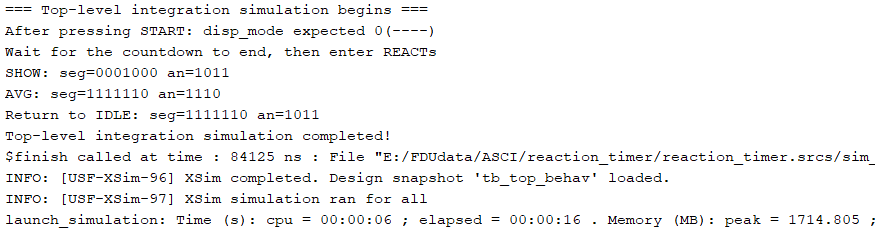 === Top-level integration simulation begins ===
After pressing START: disp_mode expected 0(----)
Wait for the countdown to end, then enter REACTs
SHOW: seg=0001000 an=1011
AVG: seg=1111110 an=1110
Return to IDLE: seg=1111110 an=1011
Top-level integration simulation completed!
$finish called at time : 84125 ns : File "E:/FDUdata/ASCI/reaction_timer/reaction_timer.srcs/sim_
INFO: [USF-XSim-96] XSim completed. Design snapshot 'tb_top_behav' loaded.
INFO: [USF-XSim-97] XSim simulation ran for all
launch_simulation: Time (s): cpu = 00:00:06 ; elapsed = 00:00:16 . Memory (MB): peak = 1714.805 ;